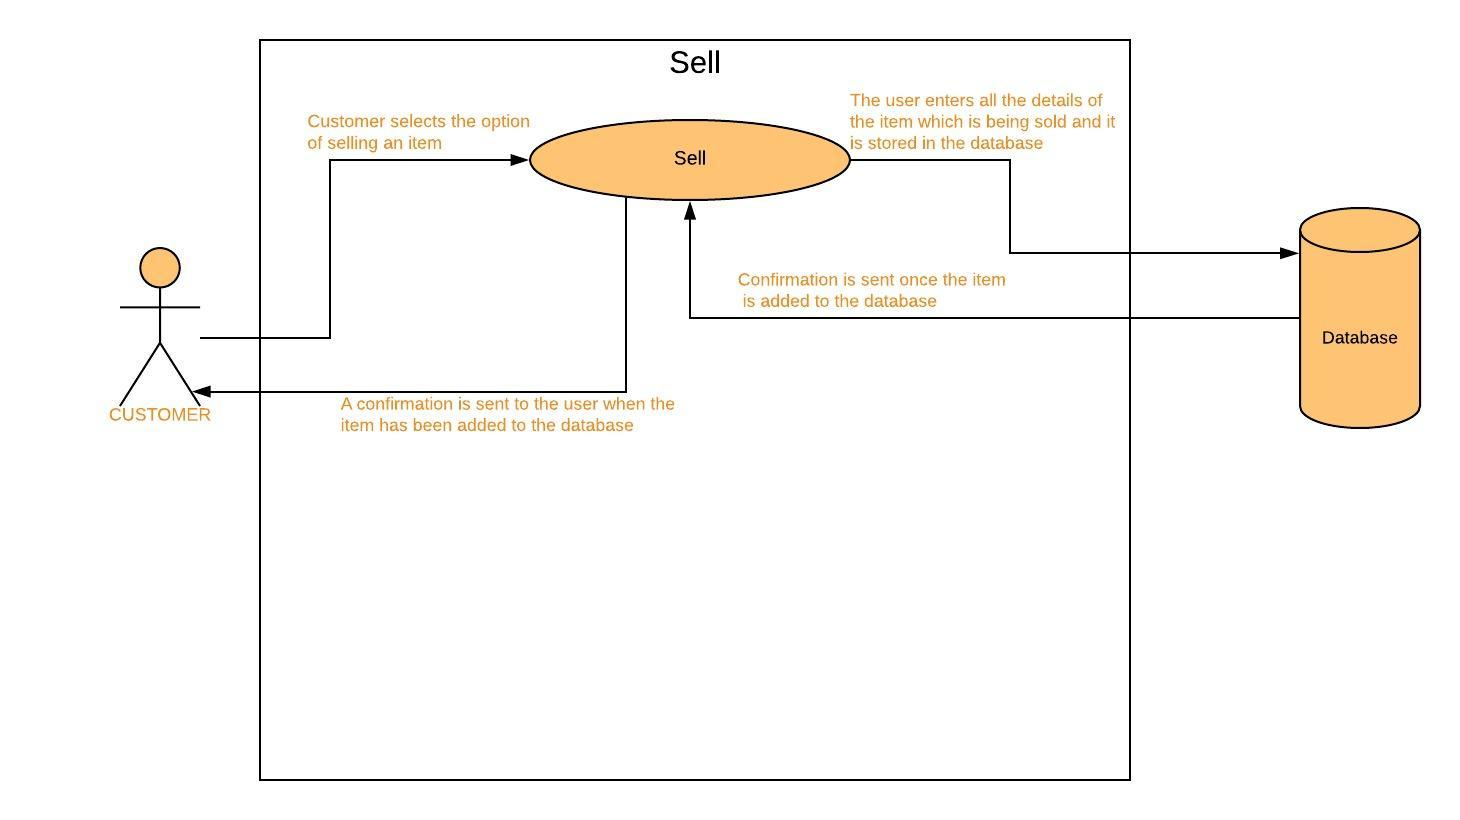 Sell
Customer selects the option
of selling an item
The user enters all the details of
the item which is being sold and it
is stored in the database
Sell
Confirmation is sent once the item
is added to the database
Database
CUSTOMER
A confirmation is sent to the user when the
item has been added to the database